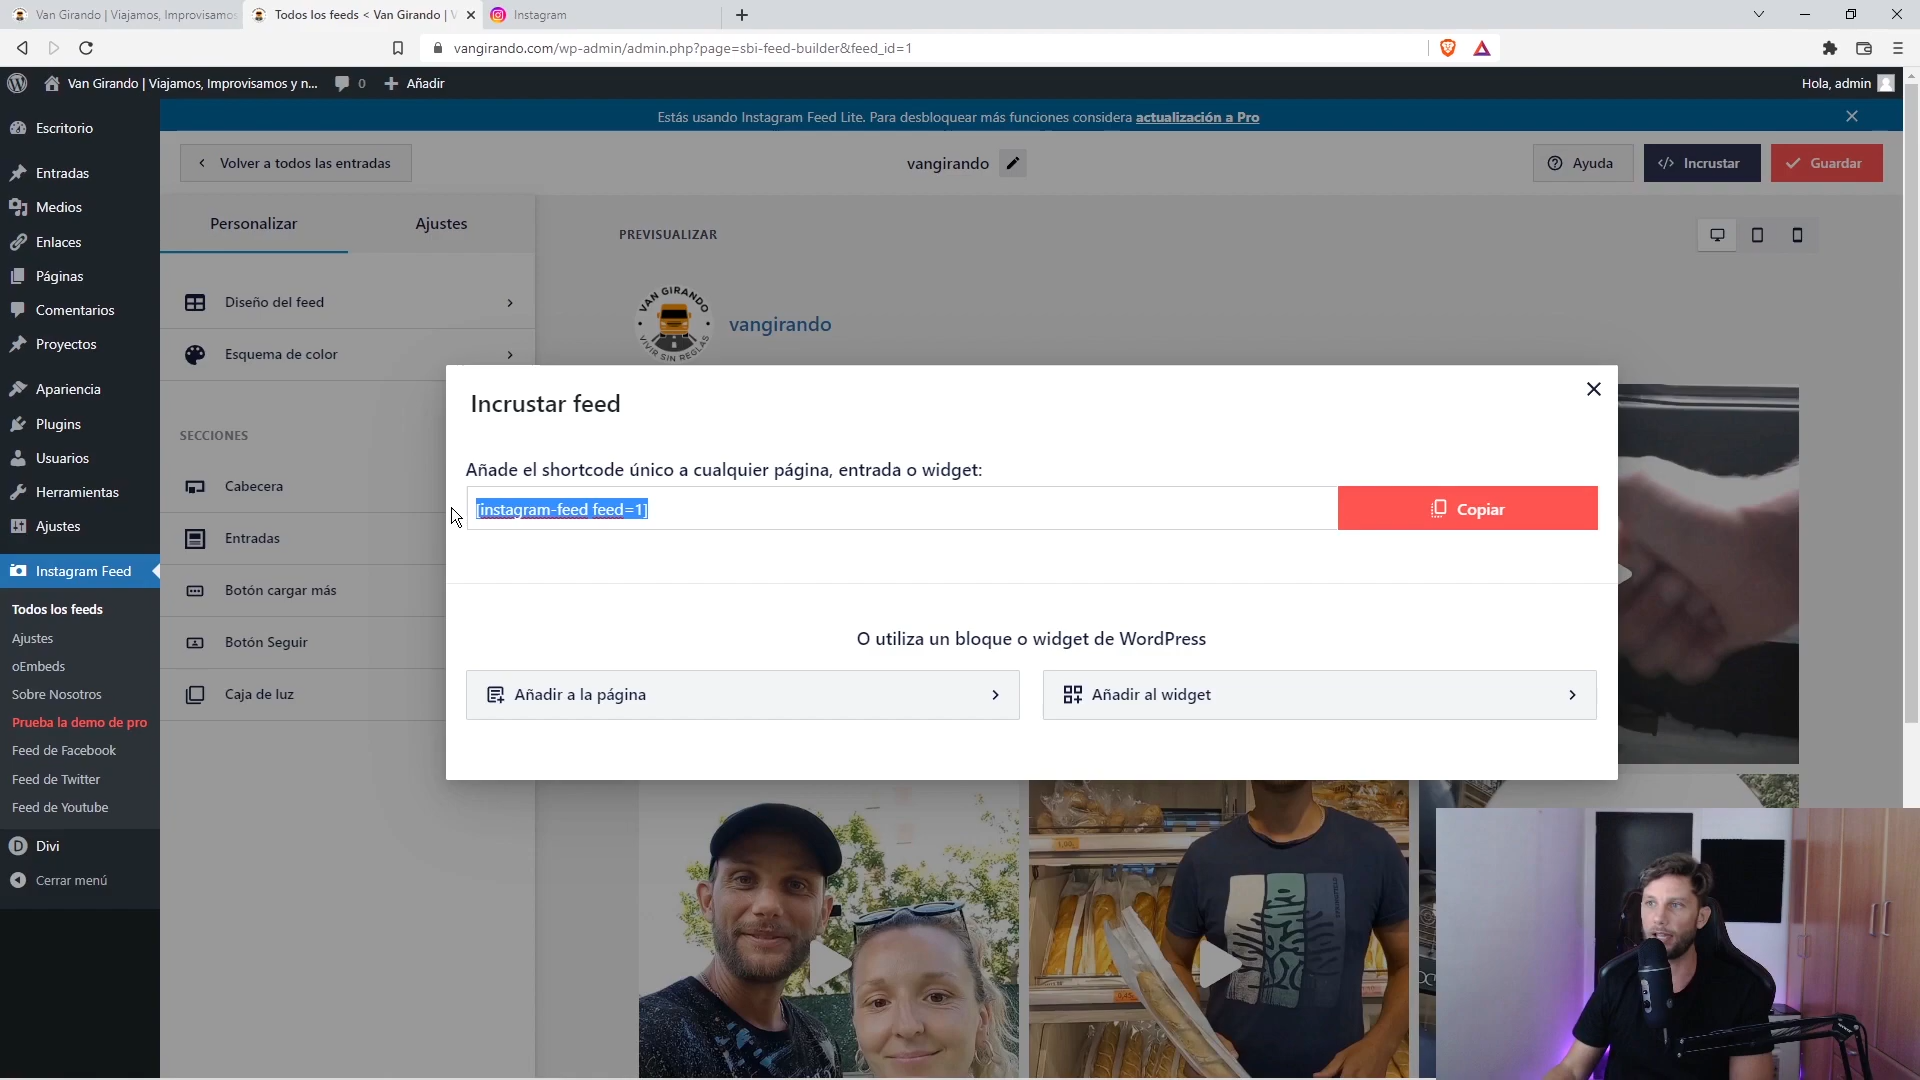 Van Girando | Viajamos, Improvisamos
Todos los feeds < Van Girando | V
Instagram
vangirando.com/wp-admin/admin.php?page=sbi-feed-builder&feed_id=1
Van Girando | Viajamos, Improvisamos y n...
0
Añadir
Hola, admin
Estás usando Instagram Feed Lite. Para desbloquear más funciones considera actualización a Pro
Escritorio
Entradas
Medios
Enlaces
Páginas
Comentarios
Proyectos
Apariencia
Plugins
Usuarios
Herramientas
Ajustes
Instagram Feed
Todos los feeds
Ajustes
oEmbeds
Sobre Nosotros
Prueba la demo de pro
Feed de Facebook
Feed de Twitter
Feed de Youtube
Divi
Cerrar menú
Volver a todos las entradas
vangirando
Ayuda
Incrustar
Guardar
Personalizar
Ajustes
Diseño del feed
Esquema de color
SECCIONES
Cabecera
Entradas
Botón cargar más
Botón Seguir
Caja de luz
PREVISUALIZAR
VAN GIRANDO
VIVIR SIN REGLAS
vangirando
Incrustar feed
Añade el shortcode único a cualquier página, entrada o widget:
[instagram-feed feed=1]
Copiar
O utiliza un bloque o widget de WordPress
Añadir a la página
Añadir al widget